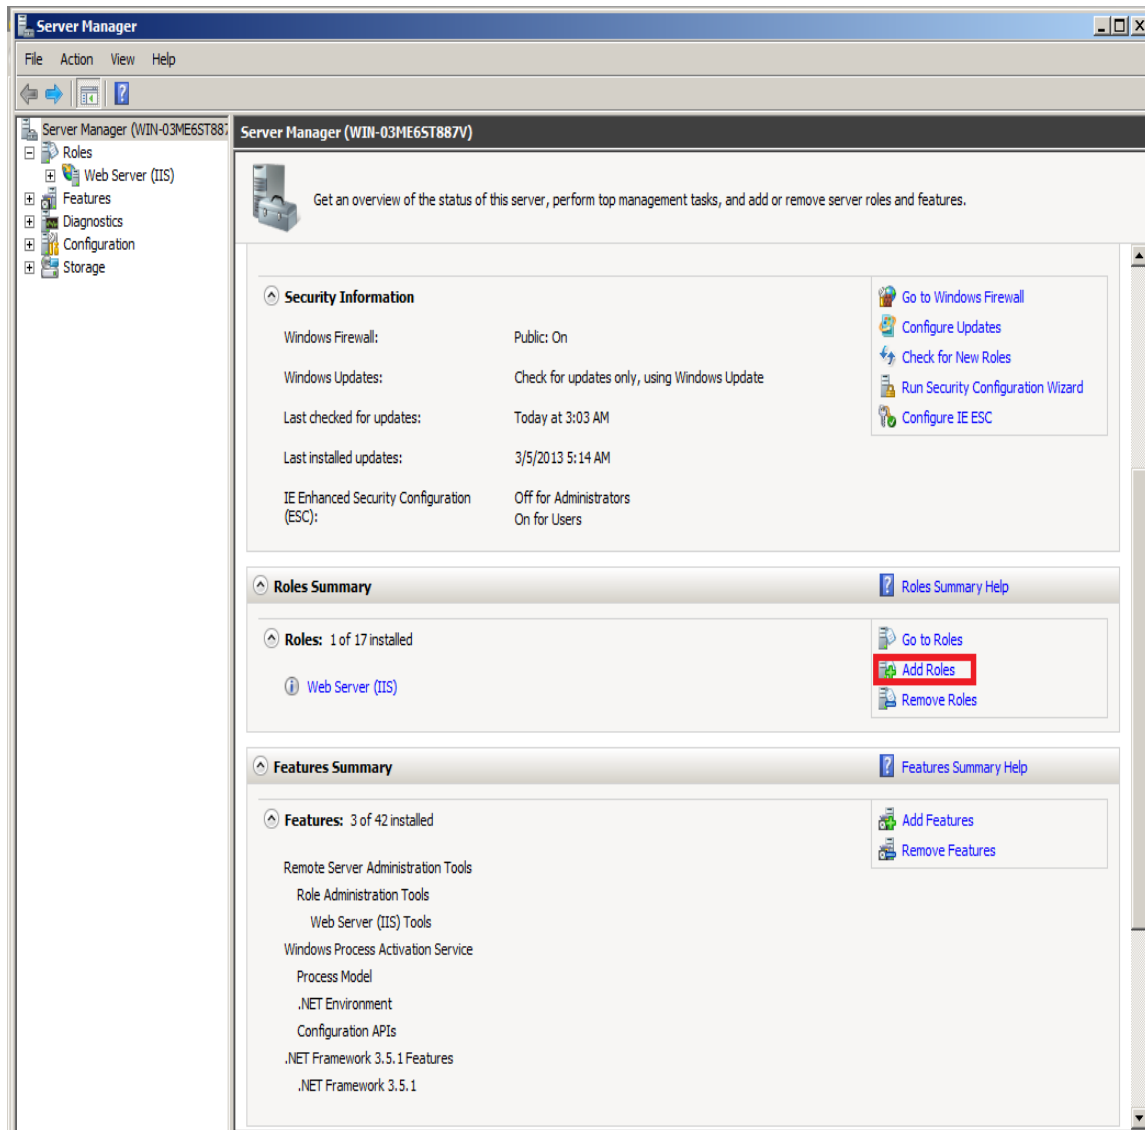 Server Manager
File Action View Help
Server Manager (WIN-03ME6ST887
Roles
Web Server (IIS)
Features
Diagnostics
Configuration
Storage
Server Manager (WIN-03ME6ST887V)
Get an overview of the status of this server, perform top management tasks, and add or remove server roles and features.
Security Information
Windows Firewall: Public: On
Windows Updates: Check for updates only, using Windows Update
Last checked for updates: Today at 3:03 AM
Last installed updates: 3/5/2013 5:14 AM
IE Enhanced Security Configuration Off for Administrators
(ESC): On for Users
Go to Windows Firewall
Configure Updates
Check for New Roles
Run Security Configuration Wizard
Configure IE ESC
Roles Summary
Roles Summary Help
Roles: 1 of 17 installed
Web Server (IIS)
Go to Roles
Add Roles
Remove Roles
Features Summary
Features Summary Help
Features: 3 of 42 installed
Remote Server Administration Tools
Role Administration Tools
Web Server (IIS) Tools
Windows Process Activation Service
Process Model
.NET Environment
Configuration APIs
.NET Framework 3.5.1 Features
.NET Framework 3.5.1
Add Features
Remove Features